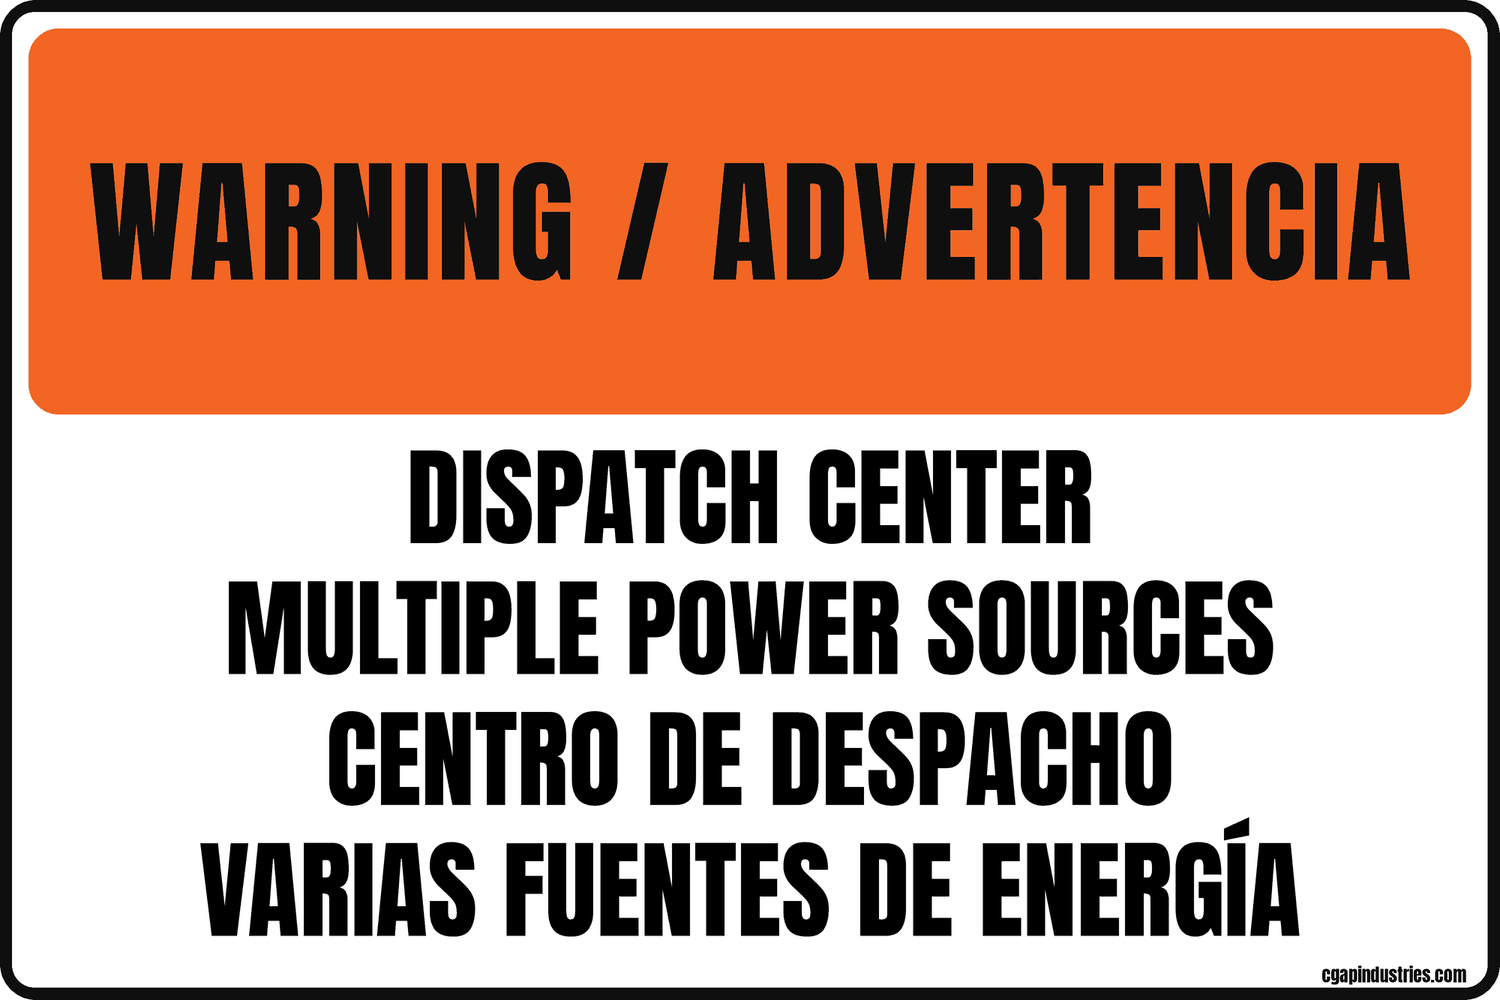 WARNING / ADVERTENCIA
DISPATCH CENTER
MULTIPLE POWER SOURCES
CENTRO DE DESPACHO
VARIAS FUENTES DE ENERGÍA
cgapindustries.com